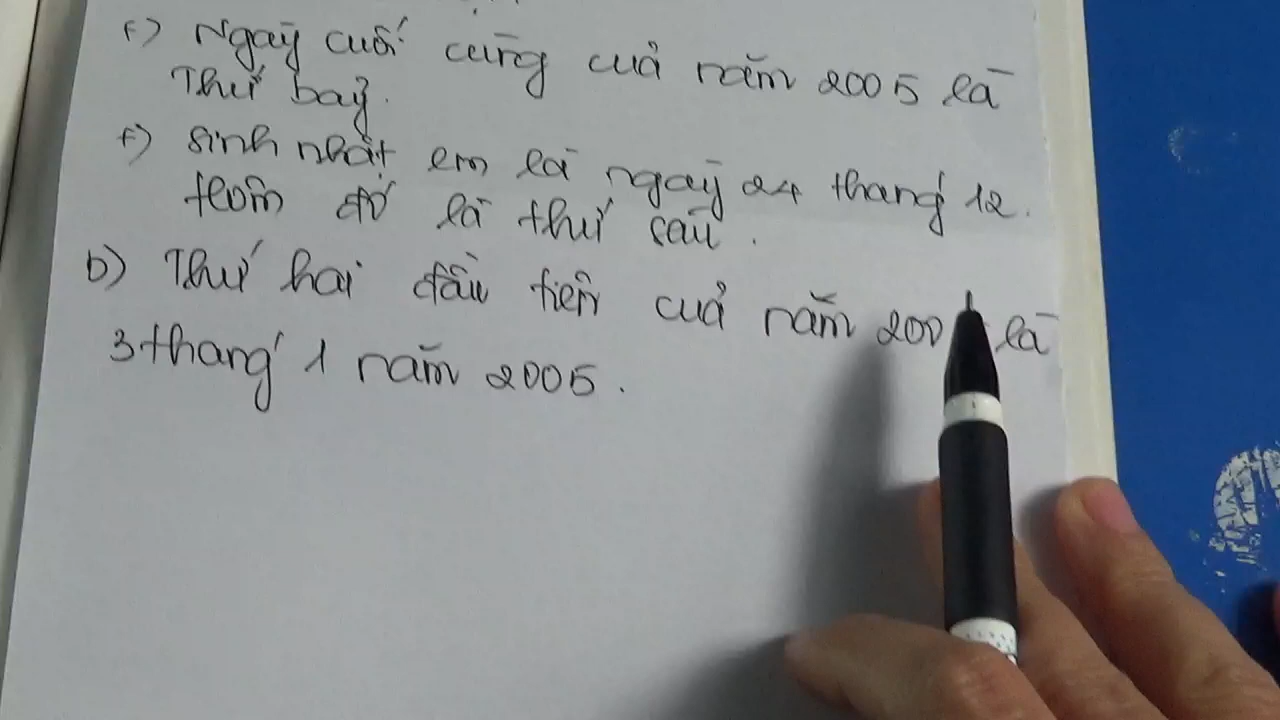 +) Ngày cuối cùng của năm 2005 là
Thứ bảy.
+) sinh nhật em là ngày 24 tháng 12.
hôm đó là thứ sáu.
b) Thứ hai đầu tiên của năm là
3 tháng 1 năm 2005.